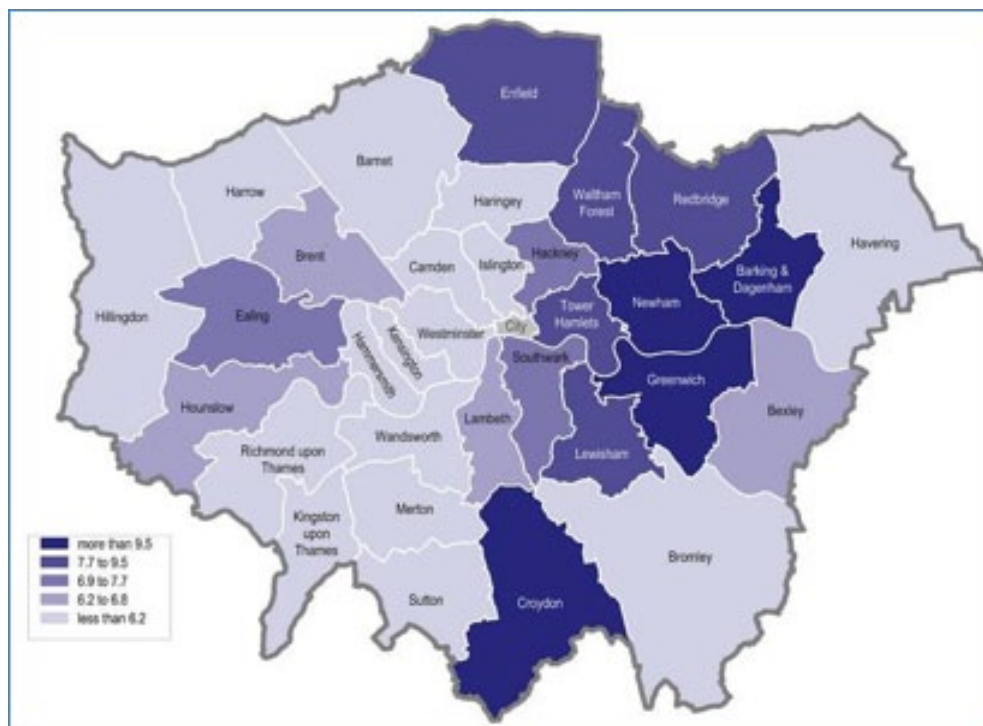 Enfield
Barnet
Harrow
Haringey
Waltham
Forest
Redbridge
Havering
Brent
Camden
Islington
Hackney
Barking &
Dagenham
Newham
Tower
Hamlets
Hillingdon
Ealing
Westminster
City
Kensington
Hammersmith
Southwark
Greenwich
Hounslow
Lambeth
Bexley
Wandsworth
Richmond upon
Thames
Lewisham
Merton
Kingston
upon
Thames
Bromley
Sutton
Croydon
more than 9.5
7.7 to 9.5
6.9 to 7.7
6.2 to 6.8
less than 6.2